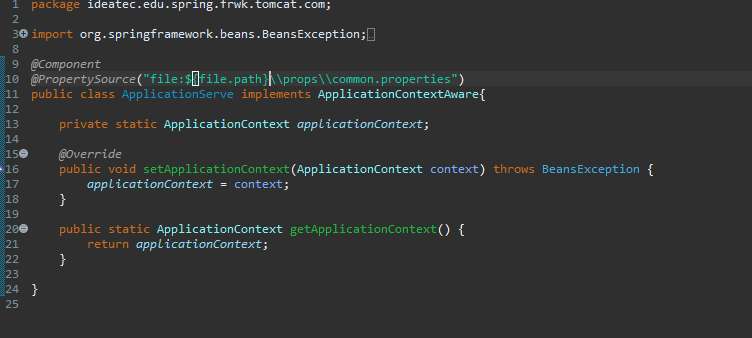 1 package ideatec.edu.spring.frwk.tomcat.com;
2
3 import org.springframework.beans.BeansException;
8
9 @Component
10 @PropertySource("file:${file.path}\\props\\common.properties")
11 public class ApplicationServe implements ApplicationContextAware{
12
13 private static ApplicationContext applicationContext;
14
15 @Override
16 public void setApplicationContext(ApplicationContext context) throws BeansException {
17 applicationContext = context;
18 }
19
20 public static ApplicationContext getApplicationContext() {
21 return applicationContext;
22 }
23
24 }
25